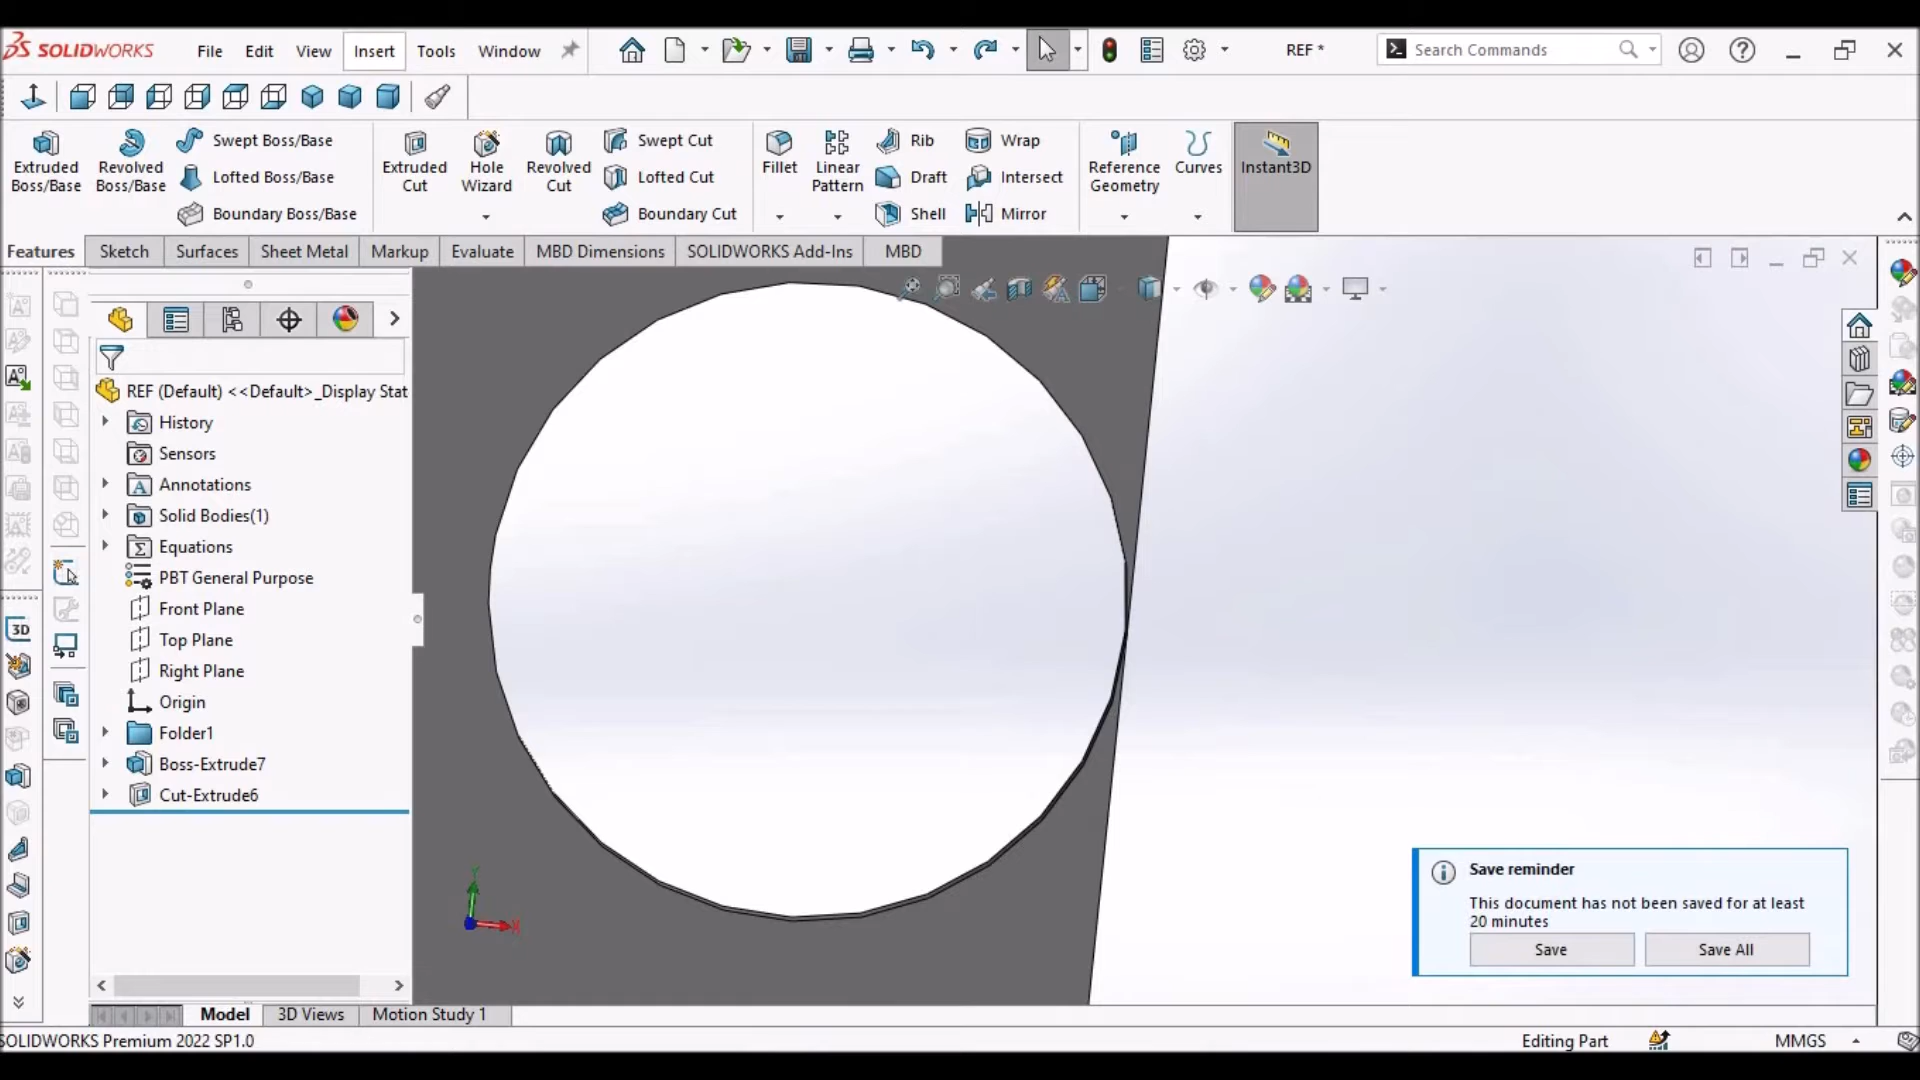 SOLIDWORKS File Edit View Insert Tools Window REF * Search Commands
Extruded Boss/Base
Revolved Boss/Base
Swept Boss/Base
Lofted Boss/Base
Boundary Boss/Base
Extruded Cut
Hole Wizard
Revolved Cut
Swept Cut
Lofted Cut
Boundary Cut
Fillet
Linear Pattern
Rib
Draft
Shell
Wrap
Intersect
Mirror
Reference Geometry
Curves
Instant3D
Features Sketch Surfaces Sheet Metal Markup Evaluate MBD Dimensions SOLIDWORKS Add-Ins MBD
REF (Default) <<Default>_Display Stat
History
Sensors
Annotations
Solid Bodies(1)
Equations
PBT General Purpose
Front Plane
Top Plane
Right Plane
Origin
Folder1
Boss-Extrude7
Cut-Extrude6
3D
Y
X
Save reminder
This document has not been saved for at least
20 minutes
Save Save All
Model 3D Views Motion Study 1
SOLIDWORKS Premium 2022 SP1.0 Editing Part MMGS